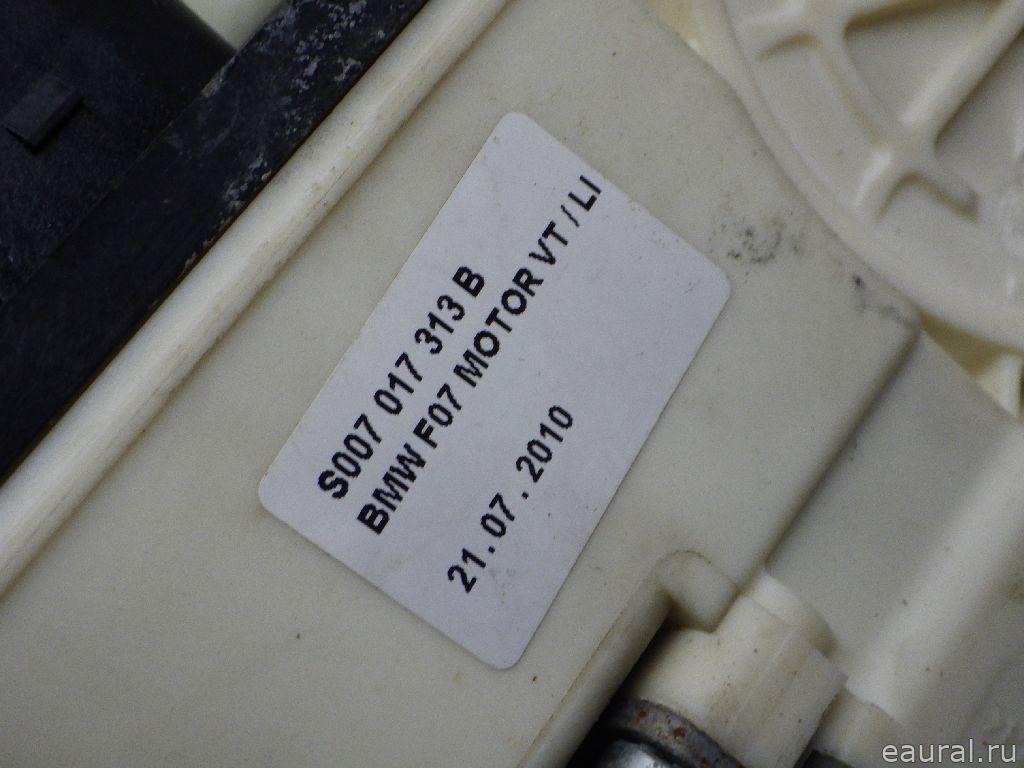 S007 017 313 B
BMW F07 MOTOR VT / LI
21. 07 . 2010
eaural.ru